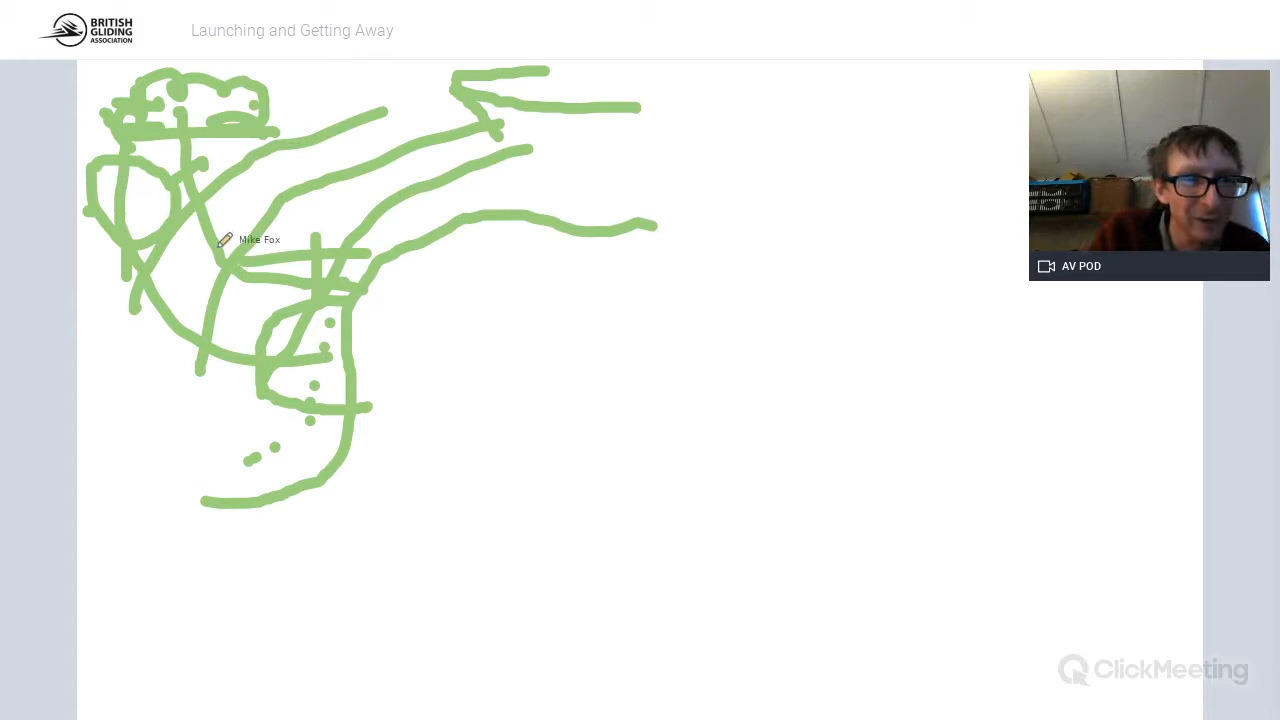 BRITISH
GLIDING
ASSOCIATION
Launching and Getting Away
Mike Fox
AV POD
ClickMeeting